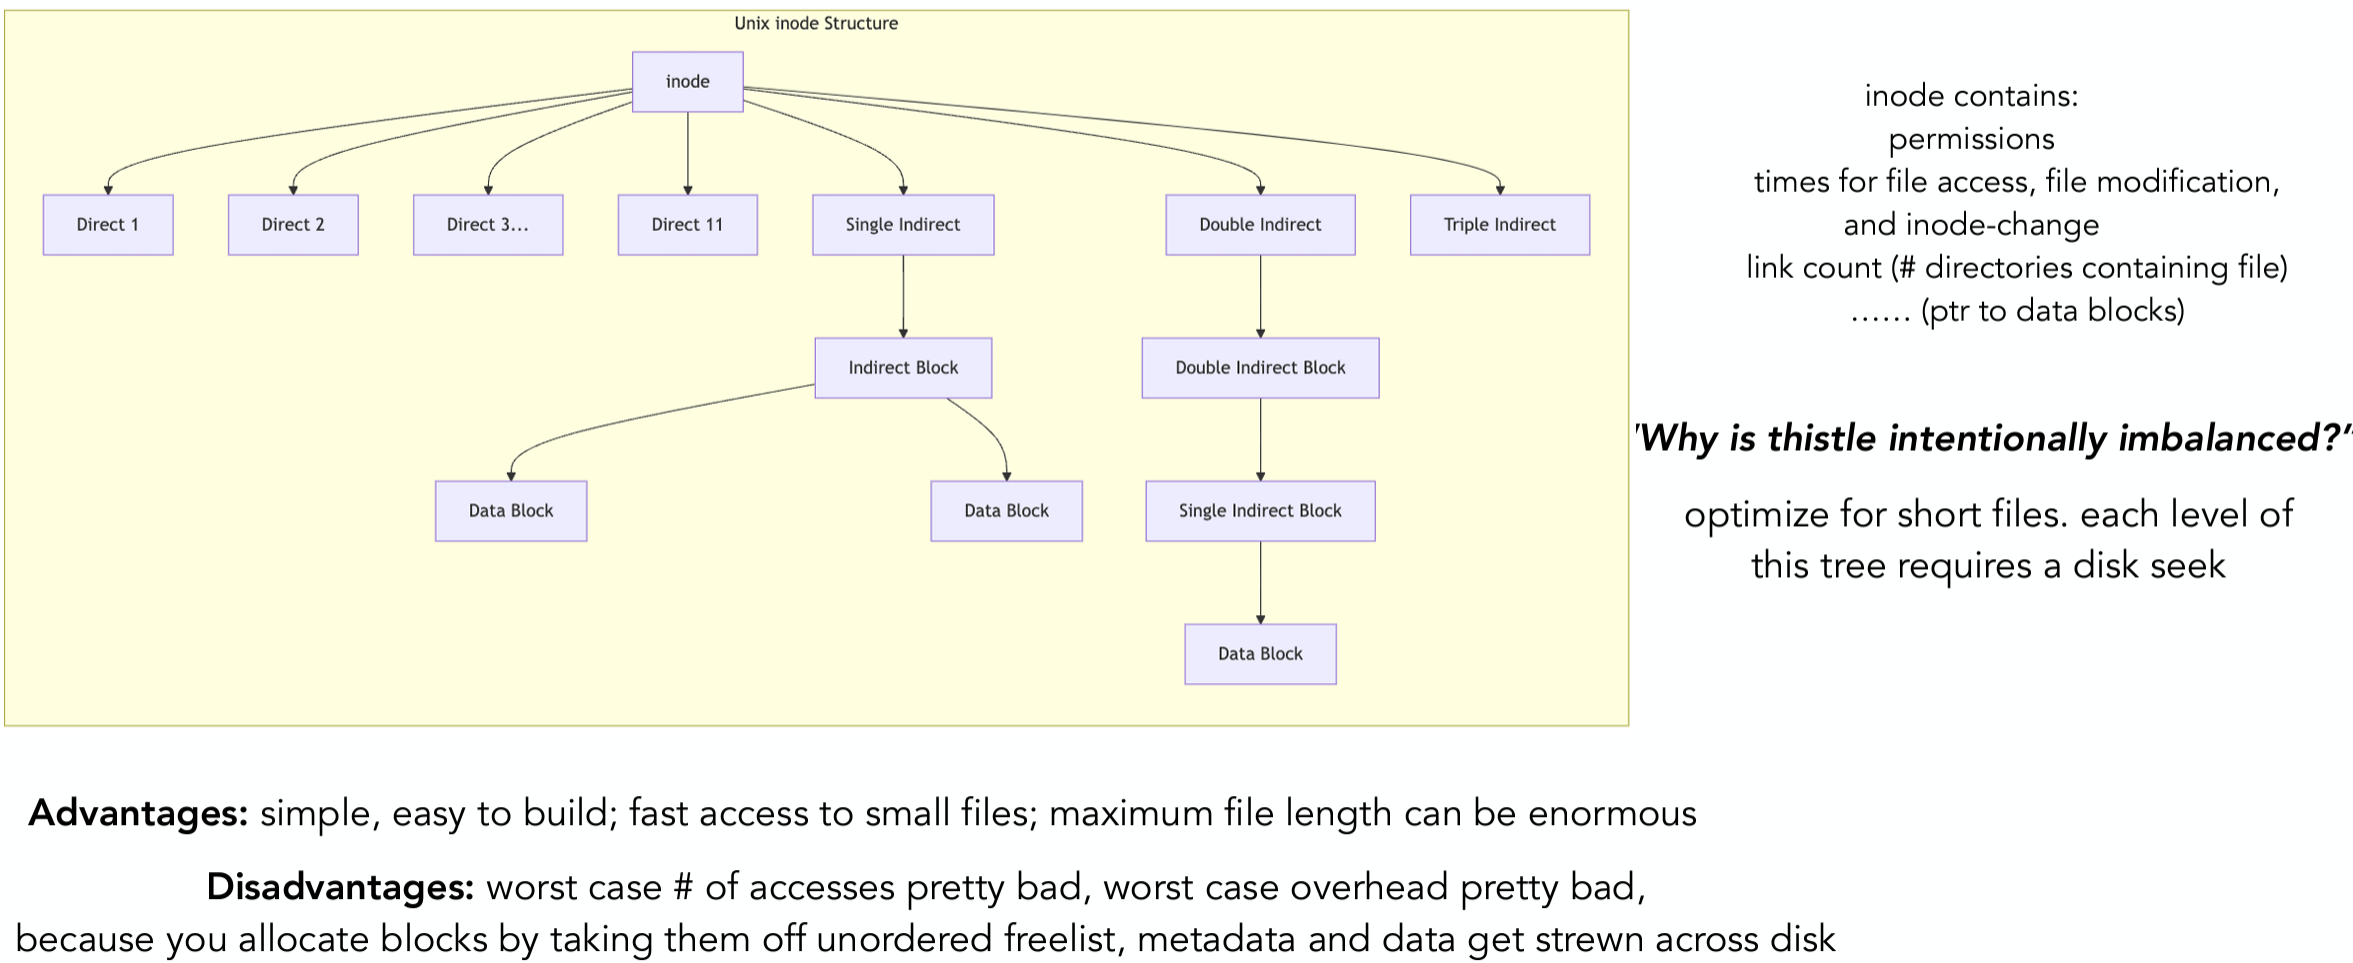 Unix inode Structure
inode
Direct 1
Direct 2
Direct 3...
Direct 11
Single Indirect
Double Indirect
Triple Indirect
Indirect Block
Double Indirect Block
Data Block
Data Block
Single Indirect Block
Data Block
inode contains:
permissions
times for file access, file modification,
and inode-change
link count (# directories containing file)
...... (ptr to data blocks)
"Why is thistle intentionally imbalanced?"
optimize for short files. each level of
this tree requires a disk seek
Advantages: simple, easy to build; fast access to small files; maximum file length can be enormous
Disadvantages: worst case # of accesses pretty bad, worst case overhead pretty bad,
because you allocate blocks by taking them off unordered freelist, metadata and data get strewn across disk